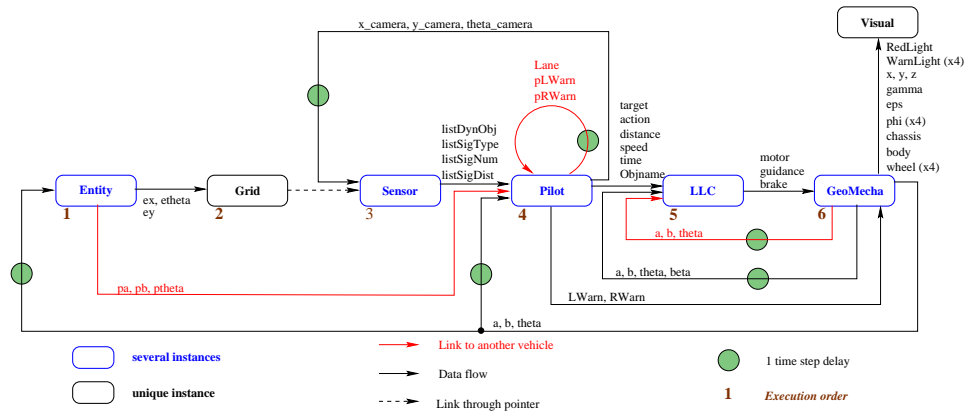 x_camera, y_camera, theta_camera
Visual
RedLight
WarnLight (x4)
x, y, z
gamma
eps
phi (x4)
chassis
body
wheel (x4)
Lane
pLWarn
pRWarn
listDynObj
listSigType
listSigNum
listSigDist
target
action
distance
speed
time
Objname
motor
guidance
brake
Entity
1
ex, etheta
ey
Grid
2
Sensor
3
Pilot
4
LLC
5
GeoMecha
6
a, b, theta
a, b, theta, beta
pa, pb, ptheta
LWarn, RWarn
a, b, theta
several instances
unique instance
Link to another vehicle
Data flow
Link through pointer
1 time step delay
1 Execution order